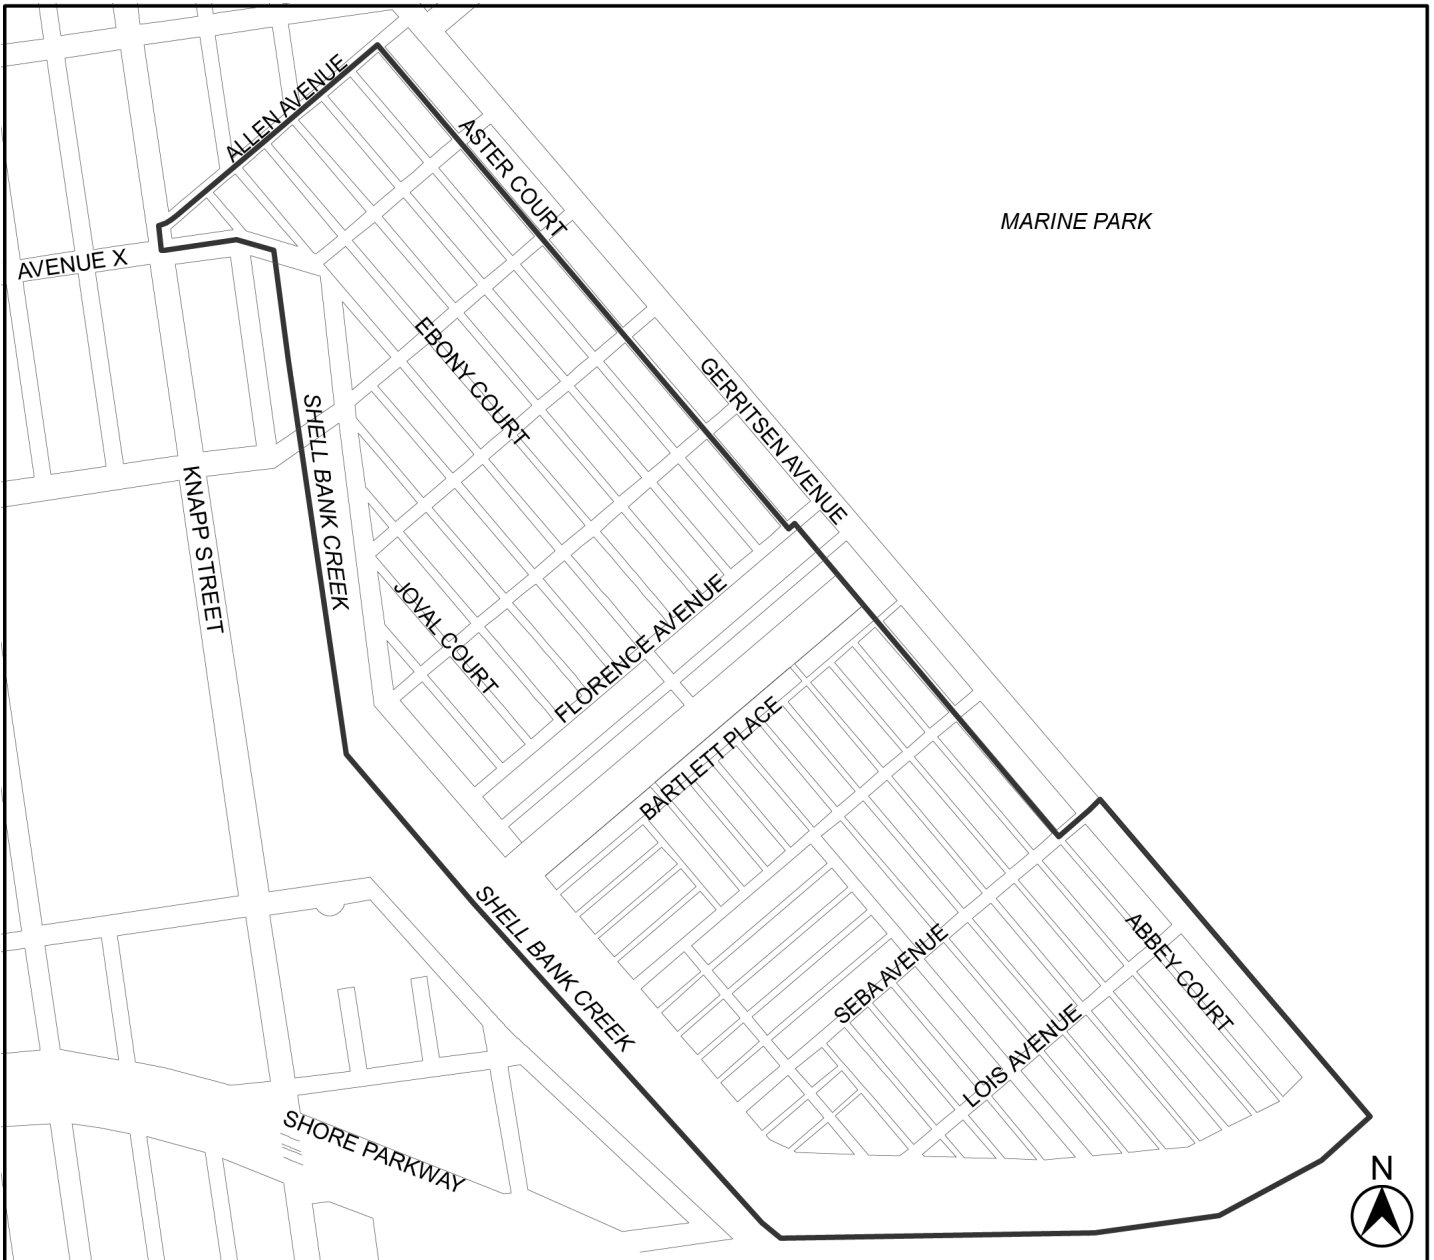 ALLEN AVENUE
ASTER COURT
MARINE PARK
AVENUE X
EBONY COURT
GERRITSEN AVENUE
SHELL BANK CREEK
KNAPP STREET
JOVAL COURT
FLORENCE AVENUE
BARTLETT PLACE
SHELL BANK CREEK
SEBA AVENUE
ABBEY COURT
LOIS AVENUE
SHORE PARKWAY
N